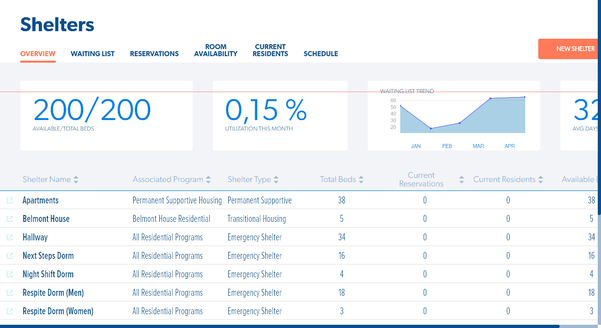 Shelters
OVERVIEW WAITING LIST RESERVATIONS ROOM AVAILABILITY CURRENT RESIDENTS SCHEDULE NEW SHELTER
200/200
AVAILABLE/TOTAL BEDS
0,15 %
UTILIZATION THIS MONTH
WAITING LIST TREND
60
50
40
30
20
JAN FEB MAR APR
32
AVG DAYS
Shelter Name Associated Program Shelter Type Total Beds Current Reservations Current Residents Available
Apartments Permanent Supportive Housing Permanent Supportive 38 0 0 38
Belmont House Belmont House Residential Transitional Housing 5 0 0 5
Hallway All Residential Programs Emergency Shelter 34 0 0 34
Next Steps Dorm All Residential Programs Emergency Shelter 16 0 0 16
Night Shift Dorm All Residential Programs Emergency Shelter 4 0 0 4
Respite Dorm (Men) All Residential Programs Emergency Shelter 18 0 0 18
Respite Dorm (Women) All Residential Programs Emergency Shelter 3 0 0 3